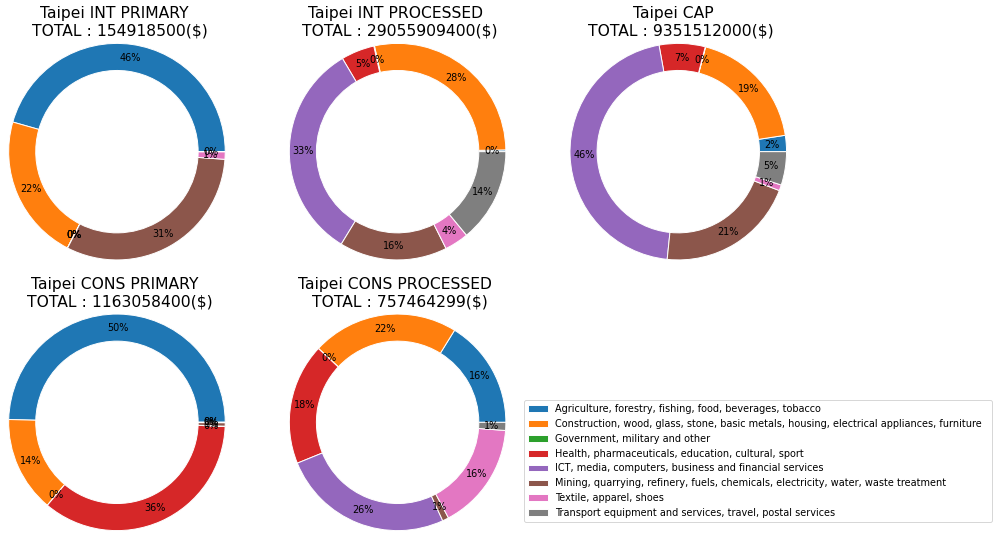 Taipei INT PRIMARY
TOTAL : 154918500($)
46%
22%
0%
0%
31%
1%
0%
Taipei INT PROCESSED
TOTAL : 29055909400($)
0%
28%
0%
5%
33%
16%
4%
14%
Taipei CAP
TOTAL : 9351512000($)
2%
19%
0%
7%
46%
21%
1%
5%
Taipei CONS PRIMARY
TOTAL : 1163058400($)
50%
14%
0%
36%
0%
Taipei CONS PROCESSED
TOTAL : 757464299($)
16%
22%
0%
18%
26%
1%
16%
1%
Agriculture, forestry, fishing, food, beverages, tobacco
Construction, wood, glass, stone, basic metals, housing, electrical appliances, furniture
Government, military and other
Health, pharmaceuticals, education, cultural, sport
ICT, media, computers, business and financial services
Mining, quarrying, refinery, fuels, chemicals, electricity, water, waste treatment
Textile, apparel, shoes
Transport equipment and services, travel, postal services